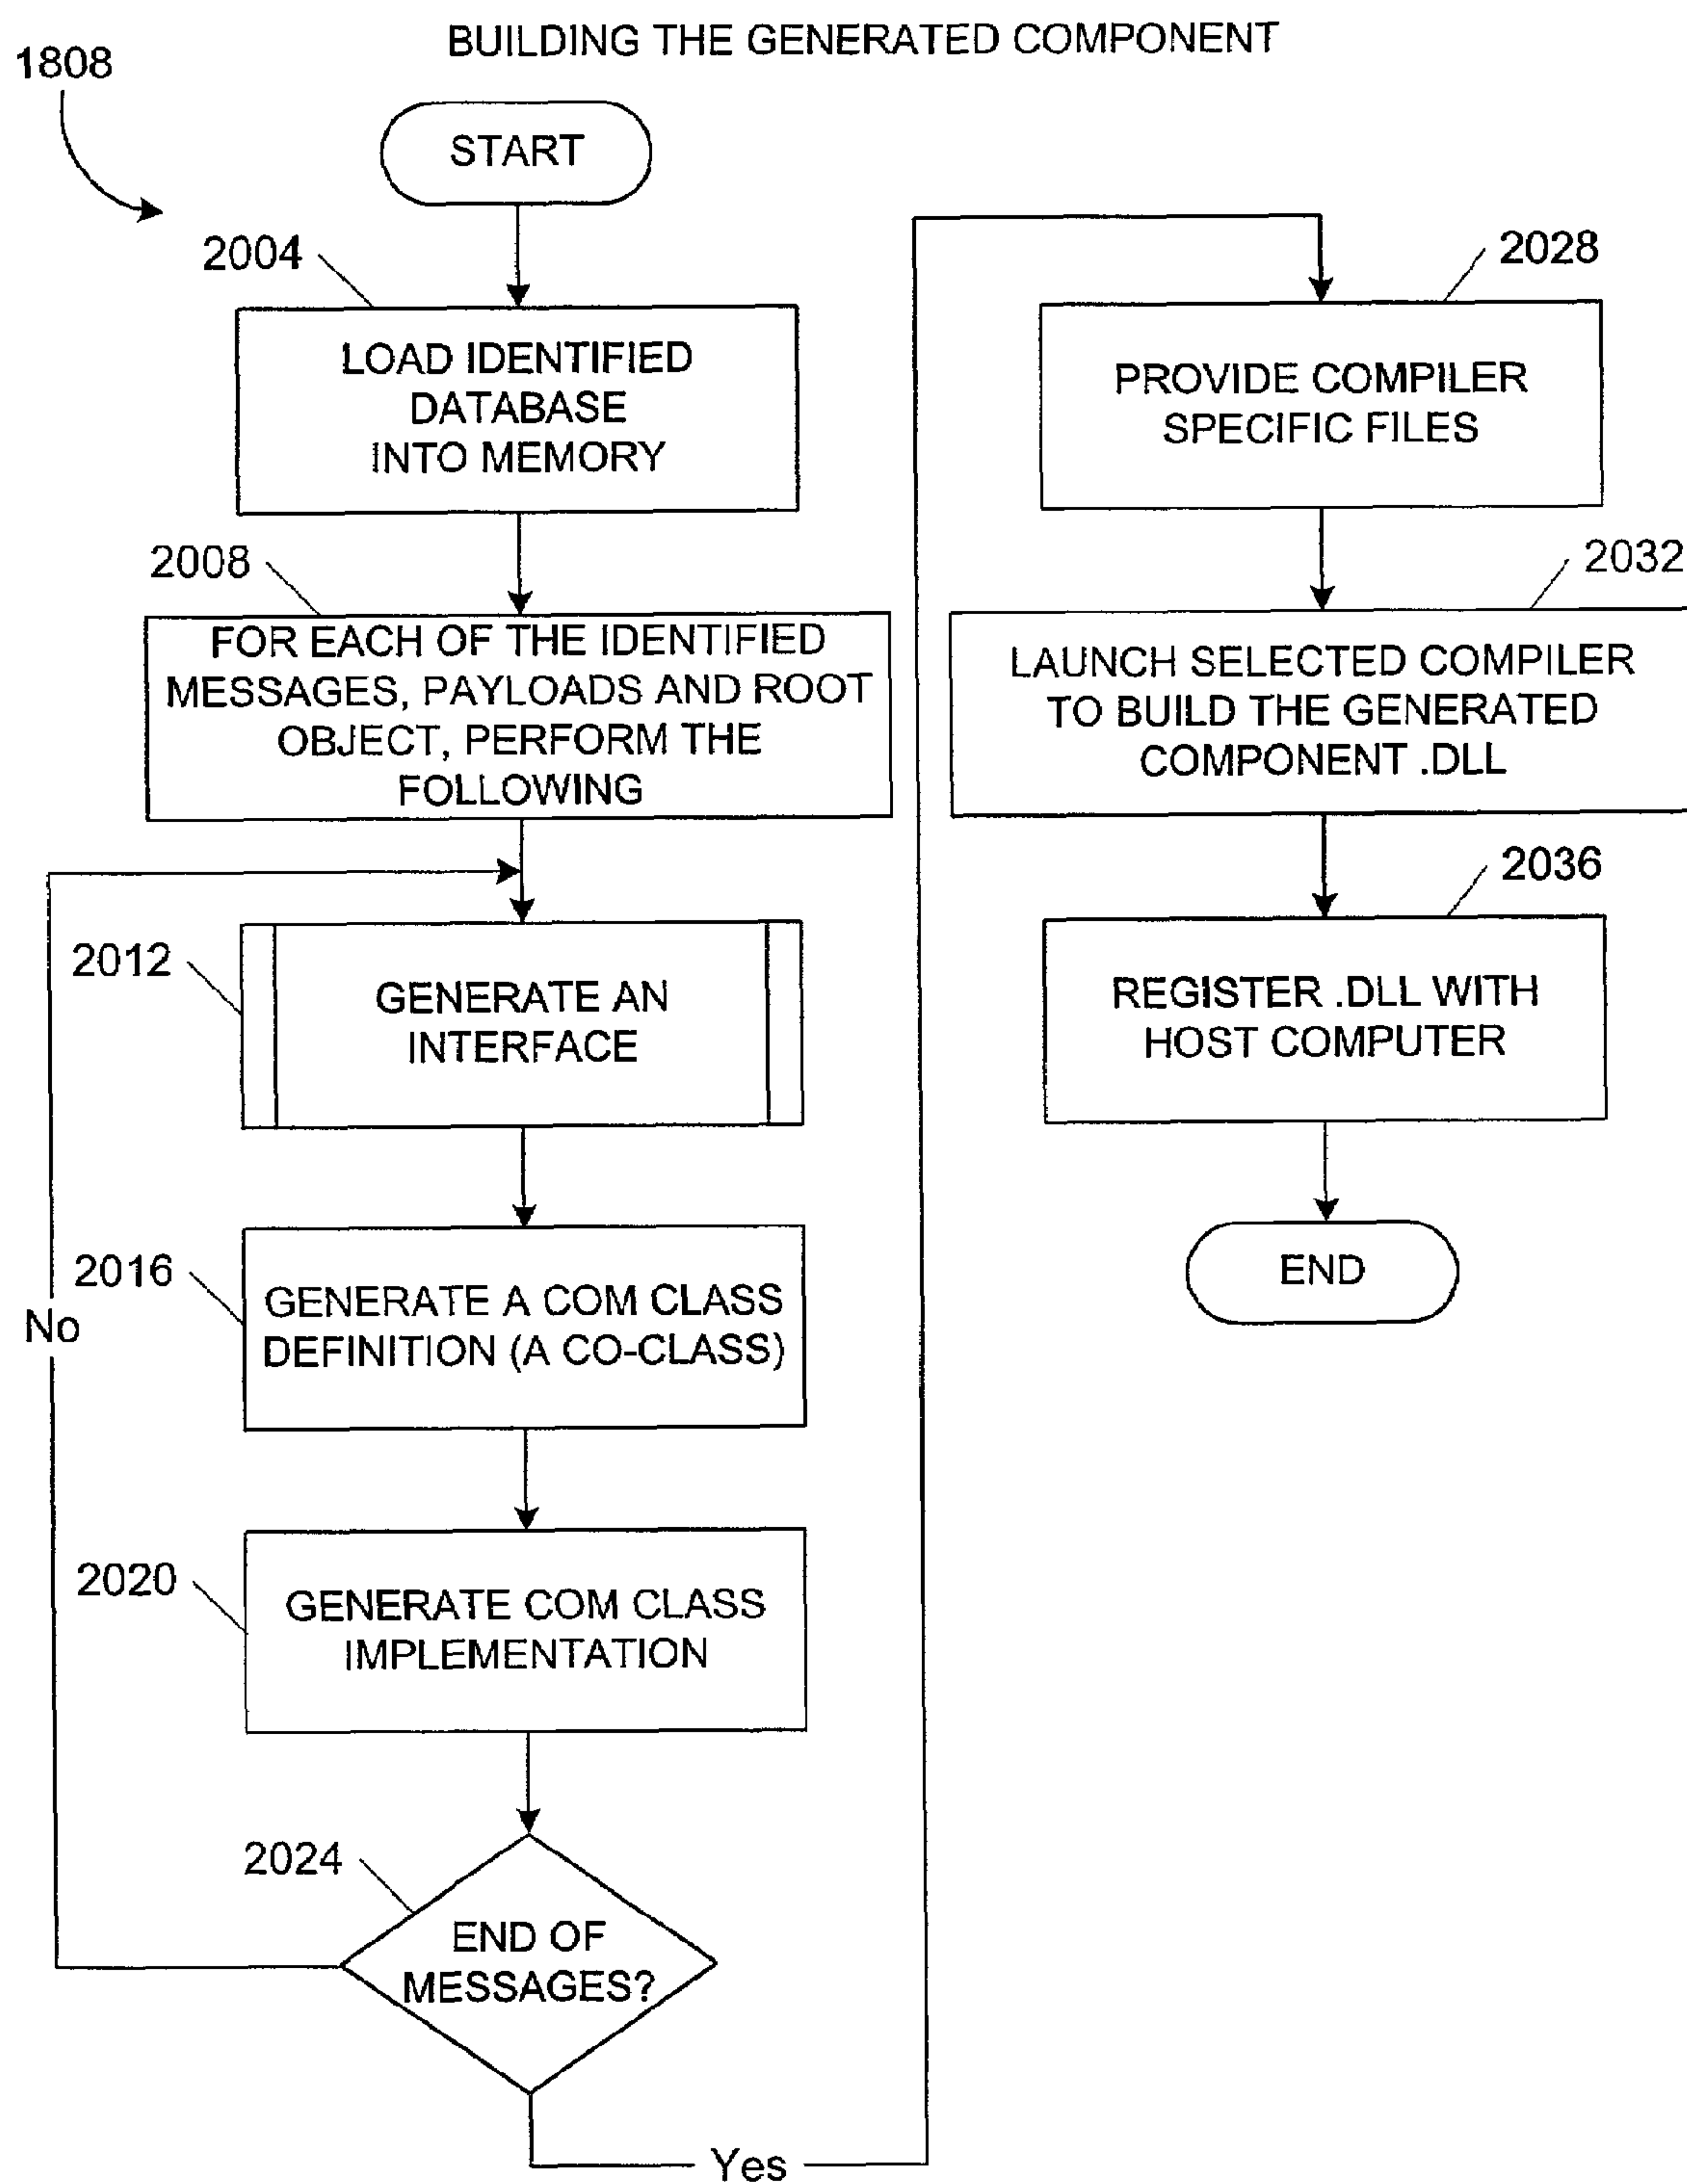 BUILDING THE GENERATED COMPONENT
1808
START
2004
LOAD IDENTIFIED
DATABASE
INTO MEMORY
2008
FOR EACH OF THE IDENTIFIED
MESSAGES, PAYLOADS AND ROOT
OBJECT, PERFORM THE
FOLLOWING
2012
GENERATE AN
INTERFACE
2016
GENERATE A COM CLASS
DEFINITION (A CO-CLASS)
No
2020
GENERATE COM CLASS
IMPLEMENTATION
2024
END OF
MESSAGES?
Yes
2028
PROVIDE COMPILER
SPECIFIC FILES
2032
LAUNCH SELECTED COMPILER
TO BUILD THE GENERATED
COMPONENT .DLL
2036
REGISTER .DLL WITH
HOST COMPUTER
END